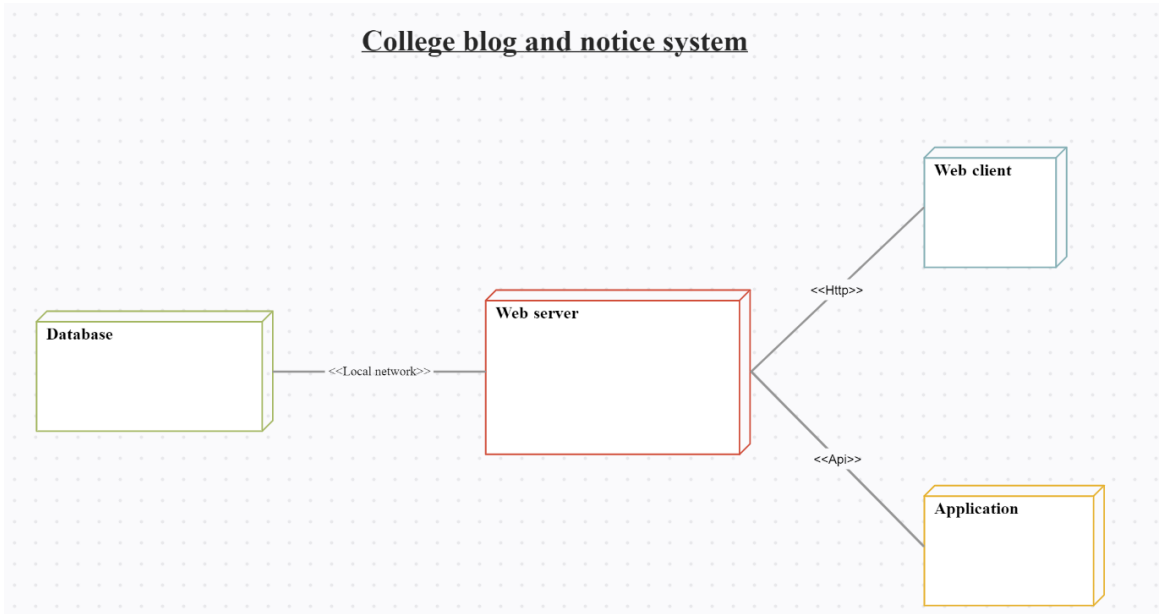 College blog and notice system
Web client
<<Http>>
Web server
Database
<<Local network>>
<<Api>>
Application